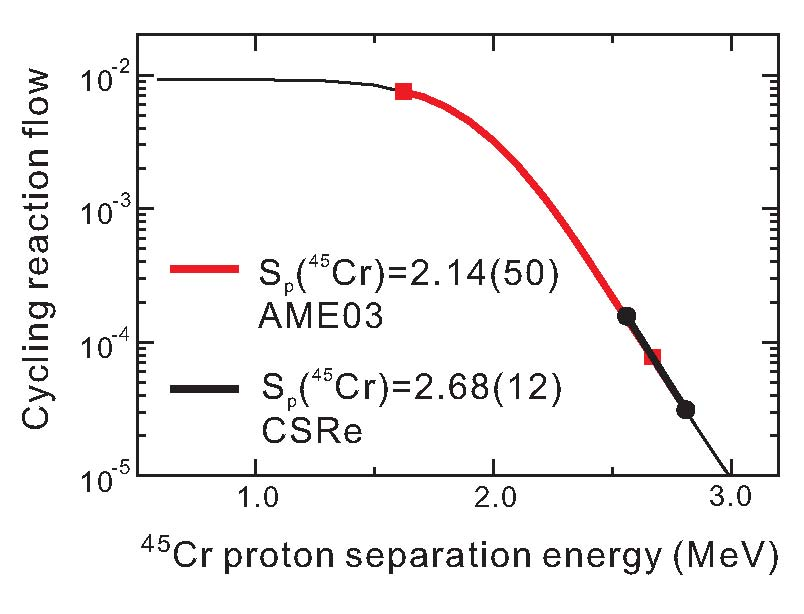 Cycling reaction flow
10⁻²
10⁻³
10⁻⁴
10⁻⁵
Sₚ(⁴⁵Cr)=2.14(50)
AME03
Sₚ(⁴⁵Cr)=2.68(12)
CSRe
1.0 2.0 3.0
⁴⁵Cr proton separation energy (MeV)